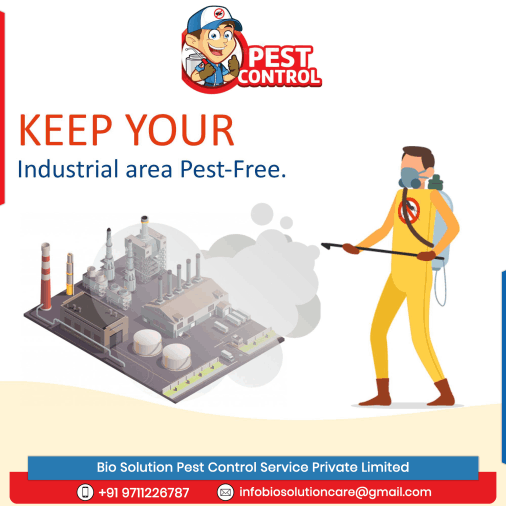 PEST
CONTROL
KEEP YOUR
Industrial area Pest-Free.
Bio Solution Pest Control Service Private Limited
+91 9711226787 infobiosolutioncare@gmail.com